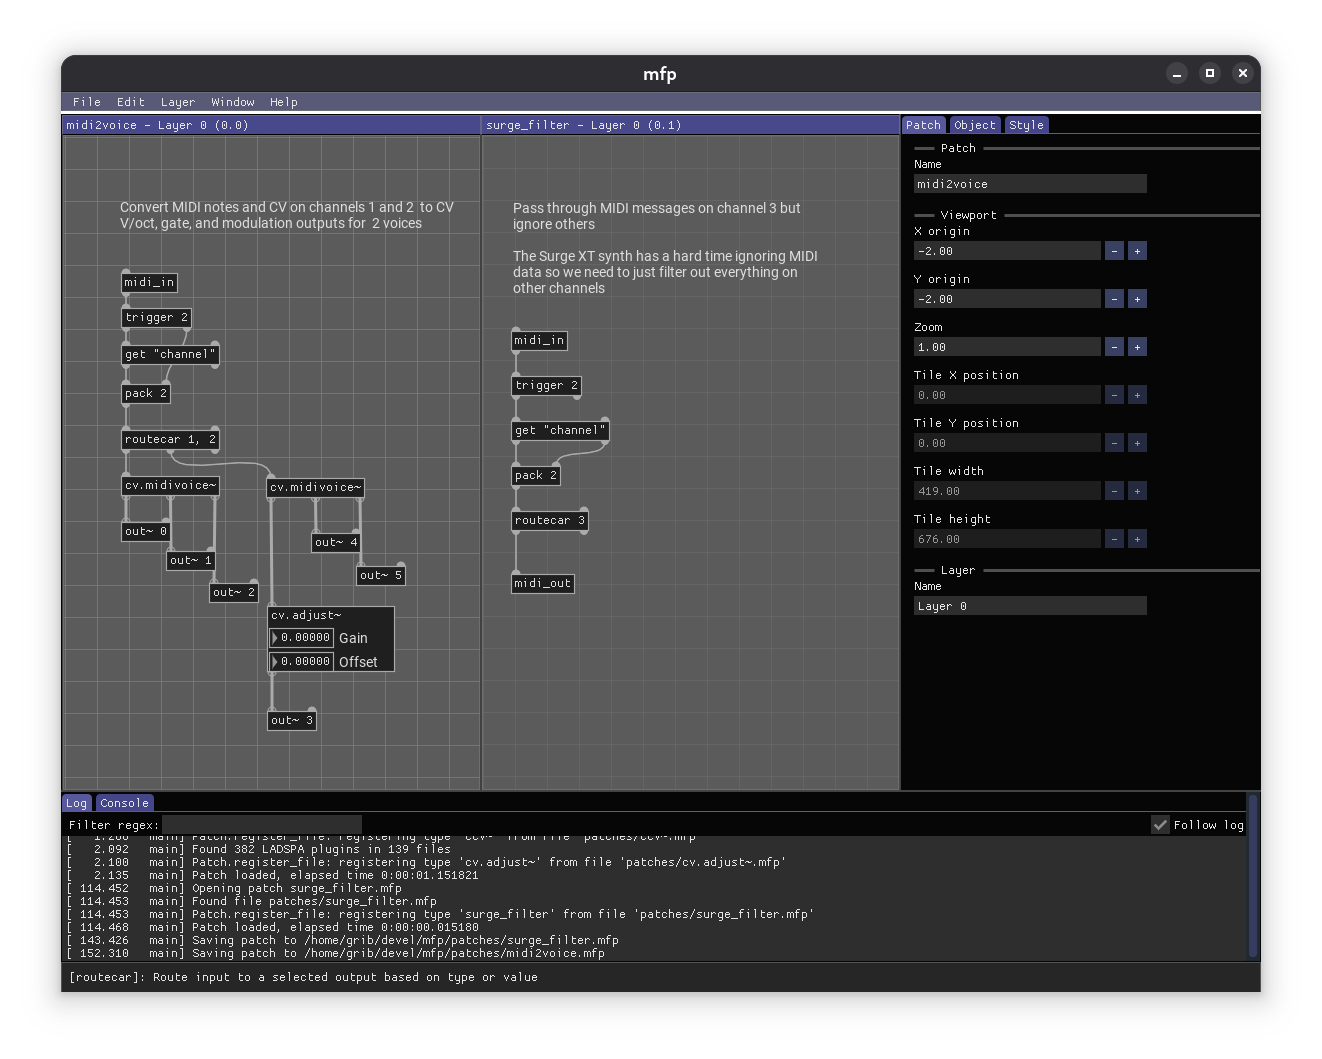 mfp
File Edit Layer Window Help
midi2voice - Layer 0 (0.0)
Convert MIDI notes and CV on channels 1 and 2 to CV
V/oct, gate, and modulation outputs for 2 voices
midi_in
trigger 2
get "channel"
pack 2
routecar 1, 2
cv.midivoice~
cv.midivoice~
out~ 0
out~ 4
out~ 1
out~ 5
out~ 2
cv.adjust~
0.00000 Gain
0.00000 Offset
out~ 3
surge_filter - Layer 0 (0.1)
Pass through MIDI messages on channel 3 but
ignore others
The Surge XT synth has a hard time ignoring MIDI
data so we need to just filter out everything on
other channels
midi_in
trigger 2
get "channel"
pack 2
routecar 3
midi_out
Patch Object Style
Patch
Name
midi2voice
Viewport
X origin
-2.00 - +
Y origin
-2.00 - +
Zoom
1.00 - +
Tile X position
0.00 - +
Tile Y position
0.00 - +
Tile width
419.00 - +
Tile height
676.00 - +
Layer
Name
Layer 0
Log Console
Filter regex:
Follow log
[ 2.092 main] Found 382 LADSPA plugins in 139 files
[ 2.100 main] Patch.register_file: registering type 'cv.adjust~' from file 'patches/cv.adjust~.mfp'
[ 2.135 main] Patch loaded, elapsed time 0:00:01.151821
[ 114.452 main] Opening patch surge_filter.mfp
[ 114.453 main] Found file patches/surge_filter.mfp
[ 114.453 main] Patch.register_file: registering type 'surge_filter' from file 'patches/surge_filter.mfp'
[ 114.468 main] Patch loaded, elapsed time 0:00:00.015180
[ 143.426 main] Saving patch to /home/grib/devel/mfp/patches/surge_filter.mfp
[ 152.310 main] Saving patch to /home/grib/devel/mfp/patches/midi2voice.mfp
[routecar]: Route input to a selected output based on type or value